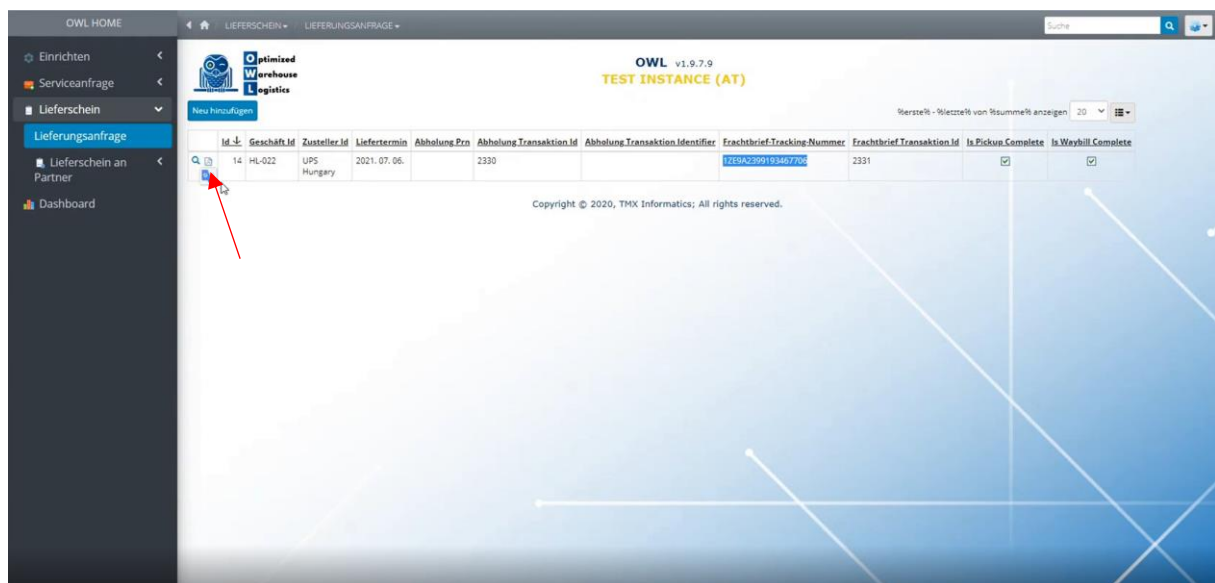 OWL HOME
LIEFERSCHEIN
LIEFERUNGSANFRAGE
Suche
Einrichten
Serviceanfrage
Lieferschein
Lieferungsanfrage
Lieferschein an Partner
Dashboard
Optimized
Warehouse
Logistics
OWL v1.9.7.9
TEST INSTANCE (AT)
Neu hinzufügen
%erste% - %letzte% von %summe% anzeigen 20
Id Geschäft Id Zusteller Id Liefertermin Abholung Prn Abholung Transaktion Id Abholung Transaktion Identifier Frachtbrief-Tracking-Nummer Frachtbrief Transaktion Id Is Pickup Complete Is Waybill Complete
14 HL-022 UPS Hungary 2021. 07. 06. 2330 1ZE9A2399193467706 2331
Copyright © 2020, TMX Informatics; All rights reserved.